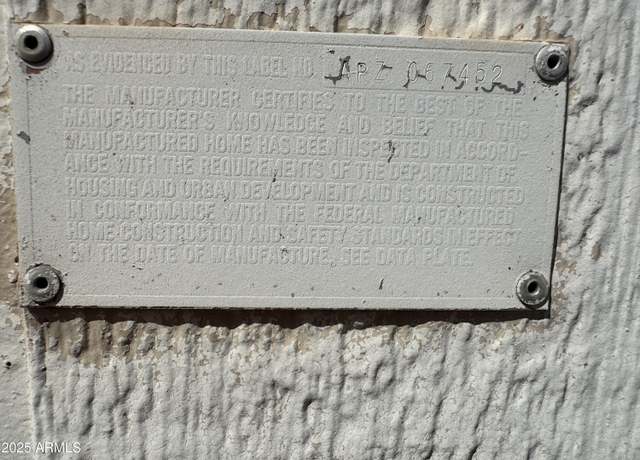 AS EVIDENCED BY THIS LABEL NO. ARZ 067452
THE MANUFACTURER CERTIFIES TO THE BEST OF THE
MANUFACTURER'S KNOWLEDGE AND BELIEF THAT THIS
MANUFACTURED HOME HAS BEEN INSPECTED IN ACCORD-
ANCE WITH THE REQUIREMENTS OF THE DEPARTMENT OF
HOUSING AND URBAN DEVELOPMENT AND IS CONSTRUCTED
IN CONFORMANCE WITH THE FEDERAL MANUFACTURED
HOME CONSTRUCTION AND SAFETY STANDARDS IN EFFECT
ON THE DATE OF MANUFACTURE. SEE DATA PLATE
2025 ARMLS